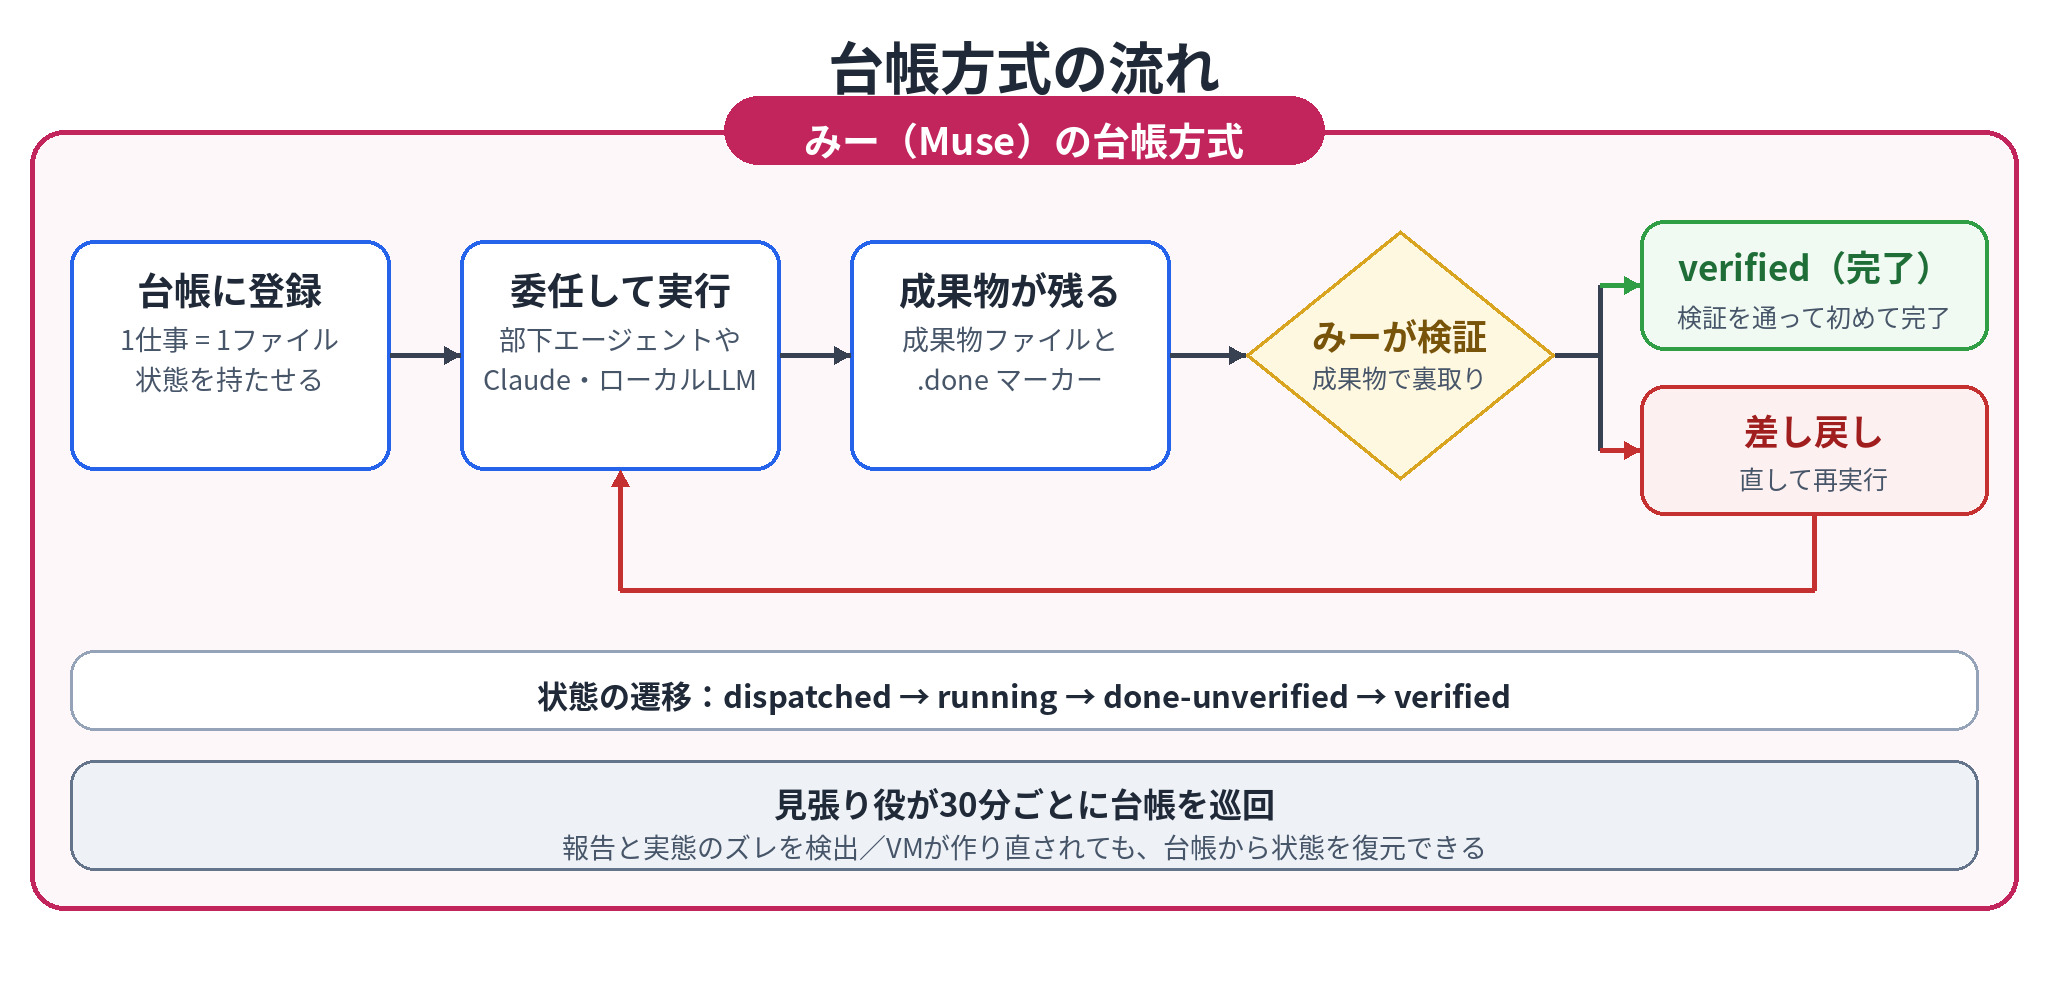 台帳方式の流れ
みー（Muse）の台帳方式
台帳に登録
1仕事 = 1ファイル
状態を持たせる
委任して実行
部下エージェントや
Claude・ローカルLLM
成果物が残る
成果物ファイルと
.done マーカー
みーが検証
成果物で裏取り
verified（完了）
検証を通って初めて完了
差し戻し
直して再実行
状態の遷移：dispatched → running → done-unverified → verified
見張り役が30分ごとに台帳を巡回
報告と実態のズレを検出／VMが作り直されても、台帳から状態を復元できる